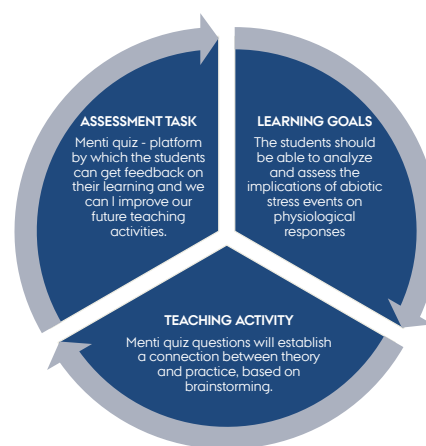 ASSESSMENT TASK
Menti quiz - platform
by which the students
can get feedback on
their learning and we
can I improve our
future teaching
activities.
LEARNING GOALS
The students should
be able to analyze
and assess the
implications of abiotic
stress events on
physiological
responses
TEACHING ACTIVITY
Menti quiz questions will establish
a connection between theory
and practice, based on
brainstorming.